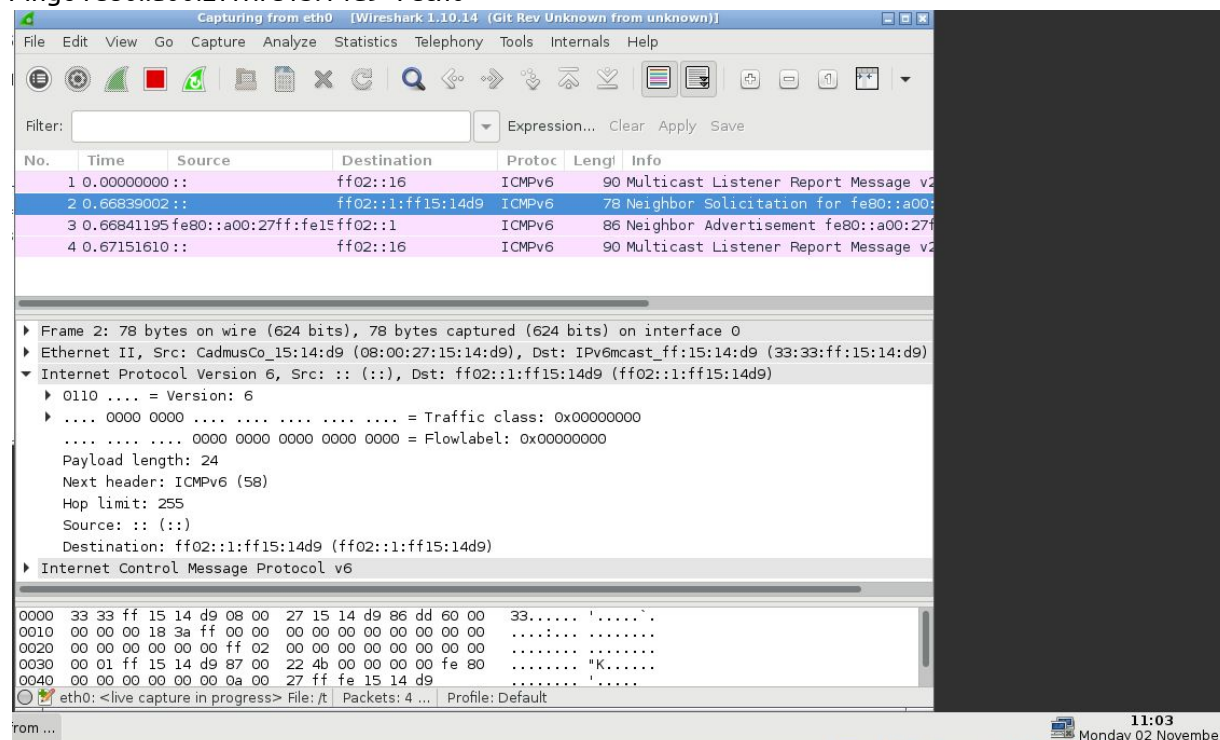 Capturing from eth0 [Wireshark 1.10.14 (Git Rev Unknown from unknown)]
File Edit View Go Capture Analyze Statistics Telephony Tools Internals Help
Filter: Expression... Clear Apply Save
No. Time Source Destination Protoc Lengt Info
1 0.00000000 :: ff02::16 ICMPv6 90 Multicast Listener Report Message v2
2 0.66839002 :: ff02::1:ff15:14d9 ICMPv6 78 Neighbor Solicitation for fe80::a00:
3 0.66841195 fe80::a00:27ff:fe15 ff02::1 ICMPv6 86 Neighbor Advertisement fe80::a00:27f
4 0.67151610 :: ff02::16 ICMPv6 90 Multicast Listener Report Message v2
Frame 2: 78 bytes on wire (624 bits), 78 bytes captured (624 bits) on interface 0
Ethernet II, Src: CadmusCo_15:14:d9 (08:00:27:15:14:d9), Dst: IPv6mcast_ff:15:14:d9 (33:33:ff:15:14:d9)
Internet Protocol Version 6, Src: :: (::), Dst: ff02::1:ff15:14d9 (ff02::1:ff15:14d9)
0110 .... = Version: 6
.... 0000 0000 .... .... .... .... .... = Traffic class: 0x00000000
.... .... .... 0000 0000 0000 0000 0000 = Flowlabel: 0x00000000
Payload length: 24
Next header: ICMPv6 (58)
Hop limit: 255
Source: :: (::)
Destination: ff02::1:ff15:14d9 (ff02::1:ff15:14d9)
Internet Control Message Protocol v6
0000 33 33 ff 15 14 d9 08 00 27 15 14 d9 86 dd 60 00 33...... '.....`.
0010 00 00 00 18 3a ff 00 00 00 00 00 00 00 00 00 00 ....:... ........
0020 00 00 00 00 00 00 ff 02 00 00 00 00 00 00 00 00 ........ ........
0030 00 01 ff 15 14 d9 87 00 22 4b 00 00 00 00 fe 80 ........ "K......
0040 00 00 00 00 00 00 0a 00 27 ff fe 15 14 d9 ........ '.....
eth0: <live capture in progress> File: /t Packets: 4 ... Profile: Default
rom ... 11:03
Monday 02 Novembe